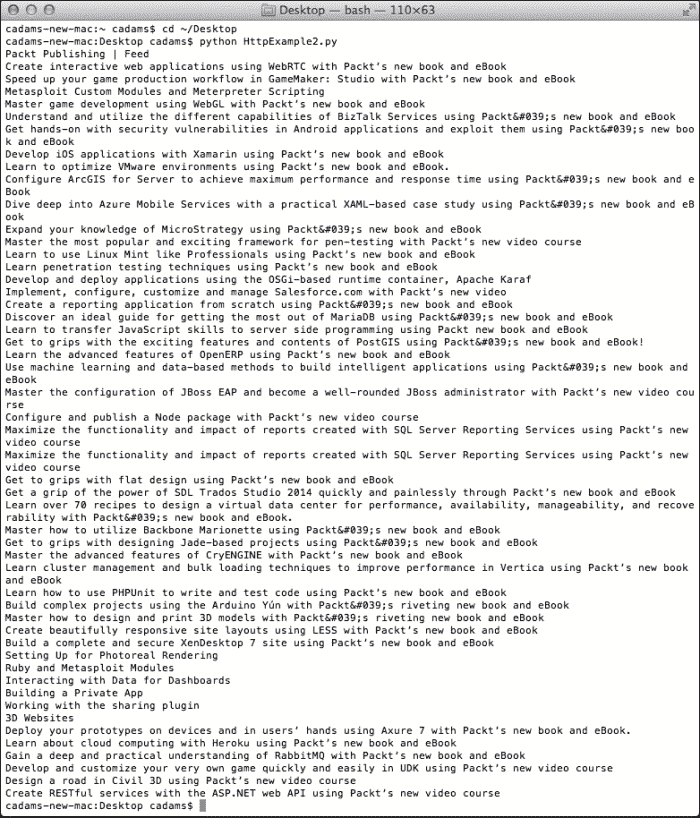 Desktop — bash — 110×63
cadams-new-mac:~ cadams$ cd ~/Desktop
cadams-new-mac:Desktop cadams$ python HttpExample2.py
Packt Publishing | Feed
Create interactive web applications using WebRTC with Packt’s new book and eBook
Speed up your game production workflow in GameMaker: Studio with Packt’s new book and eBook
Metasploit Custom Modules and Meterpreter Scripting
Master game development using WebGL with Packt’s new book and eBook
Understand and utilize the different capabilities of BizTalk Services using Packt&#039;s new book and eBook
Get hands-on with security vulnerabilities in Android applications and exploit them using Packt&#039;s new boo
k and eBook
Develop iOS applications with Xamarin using Packt’s new book and eBook
Learn to optimize VMware environments using Packt’s new book and eBook.
Configure ArcGIS for Server to achieve maximum performance and response time using Packt&#039;s new book and e
Book
Dive deep into Azure Mobile Services with a practical XAML-based case study using Packt&#039;s new book and eB
ook
Expand your knowledge of MicroStrategy using Packt&#039;s new book and eBook
Master the most popular and exciting framework for pen-testing with Packt’s new video course
Learn to use Linux Mint like Professionals using Packt’s new book and eBook
Learn penetration testing techniques using Packt’s new book and eBook
Develop and deploy applications using the OSGi-based runtime container, Apache Karaf
Implement, configure, customize and manage Salesforce.com with Packt’s new video
Create a reporting application from scratch using Packt&#039;s new book and eBook
Discover an ideal guide for getting the most out of MariaDB using Packt&#039;s new book and eBook
Learn to transfer JavaScript skills to server side programming using Packt new book and eBook
Get to grips with the exciting features and contents of PostGIS using Packt&#039;s new book and eBook!
Learn the advanced features of OpenERP using Packt’s new book and eBook
Use machine learning and data-based methods to build intelligent applications using Packt&#039;s new book and
eBook
Master the configuration of JBoss EAP and become a well-rounded JBoss administrator with Packt’s new video cou
rse
Configure and publish a Node package with Packt’s new video course
Maximize the functionality and impact of reports created with SQL Server Reporting Services using Packt’s new
video course
Maximize the functionality and impact of reports created with SQL Server Reporting Services using Packt’s new
video course
Get to grips with flat design using Packt’s new book and eBook
Get a grip of the power of SDL Trados Studio 2014 quickly and painlessly through Packt’s new book and eBook
Learn over 70 recipes to design a virtual data center for performance, availability, manageability, and recove
rability with Packt&#039;s new book and eBook.
Master how to utilize Backbone Marionette using Packt&#039;s new book and eBook
Get to grips with designing Jade-based projects using Packt&#039;s new book and eBook
Master the advanced features of CryENGINE with Packt’s new book and eBook
Learn cluster management and bulk loading techniques to improve performance in Vertica using Packt’s new book
and eBook
Learn how to use PHPUnit to write and test code using Packt’s new book and eBook
Build complex projects using the Arduino Yún with Packt&#039;s riveting new book and eBook
Master how to design and print 3D models with Packt&#039;s riveting new book and eBook
Create beautifully responsive site layouts using LESS with Packt’s new book and eBook
Build a complete and secure XenDesktop 7 site using Packt’s new book and eBook
Setting Up for Photoreal Rendering
Ruby and Metasploit Modules
Interacting with Data for Dashboards
Building a Private App
Working with the sharing plugin
3D Websites
Deploy your prototypes on devices and in users’ hands using Axure 7 with Packt’s new book and eBook.
Learn about cloud computing with Heroku using Packt’s new book and eBook
Gain a deep and practical understanding of RabbitMQ with Packt’s new book and eBook
Develop and customize your very own game quickly and easily in UDK using Packt’s new video course
Design a road in Civil 3D using Packt’s new video course
Create RESTful services with the ASP.NET web API using Packt’s new video course
cadams-new-mac:Desktop cadams$